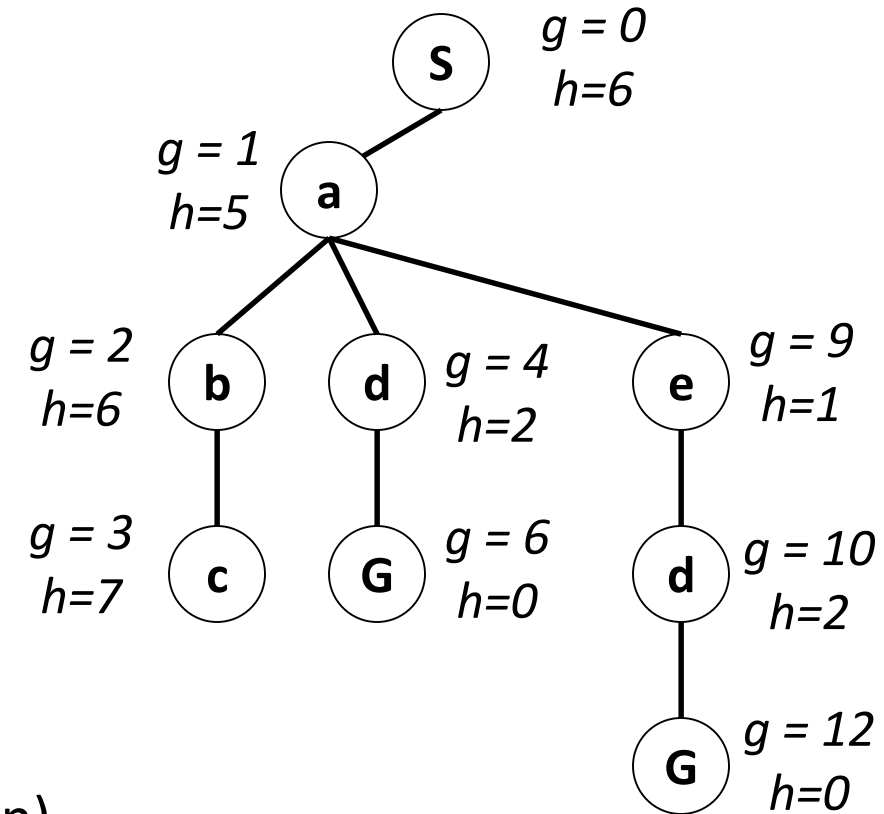 S
g = 0
h=6
g = 1
h=5
a
g = 2
h=6
b
d
g = 4
h=2
e
g = 9
h=1
g = 3
h=7
c
G
g = 6
h=0
d
g = 10
h=2
G
g = 12
h=0